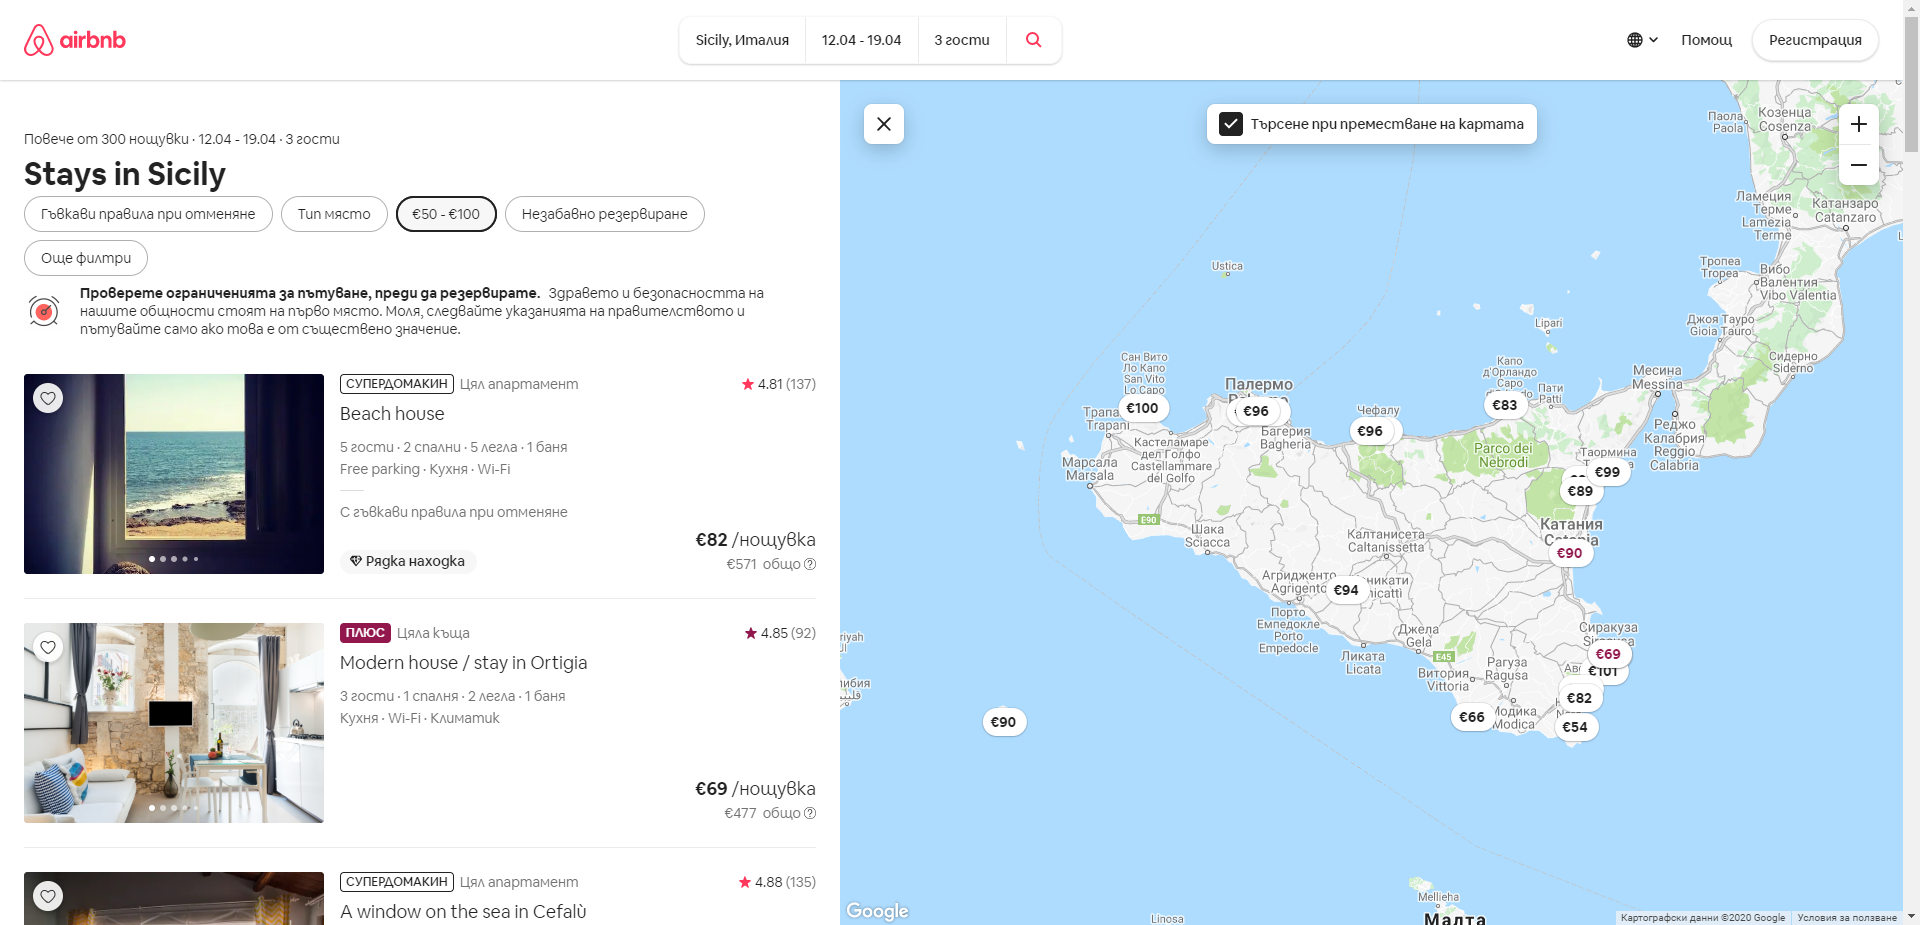 airbnb
Sicily, Италия
12.04 - 19.04
3 гости
Помощ
Регистрация
Повече от 300 нощувки · 12.04 - 19.04 · 3 гости
Stays in Sicily
Гъвкави правила при отменяне
Тип място
€50 - €100
Незабавно резервиране
Още филтри
Проверете ограниченията за пътуване, преди да резервирате. Здравето и безопасността на
нашите общности стоят на първо място. Моля, следвайте указанията на правителството и
пътувайте само ако това е от съществено значение.
СУПЕРДОМАКИН Цял апартамент
4.81 (137)
Beach house
5 гости · 2 спални · 5 легла · 1 баня
Free parking · Кухня · Wi-Fi
С гъвкави правила при отменяне
€82 /нощувка
Рядка находка
€571 общо
ПЛЮС Цяла къща
4.85 (92)
Modern house / stay in Ortigia
3 гости · 1 спалня · 2 легла · 1 баня
Кухня · Wi-Fi · Климатик
€69 /нощувка
€477 общо
СУПЕРДОМАКИН Цял апартамент
4.88 (135)
A window on the sea in Cefalù
Търсене при преместване на картата
Паола
Paola
Козенца
Cosenza
Ламеция
Терме
Lamezia
Terme
Катанзаро
Catanzaro
Тропеа
Tropea
Вибо
Валентия
Vibo Valentia
Ustica
Lipari
Джоя Тауро
Gioia Tauro
Сидерно
Siderno
Сан Вито
Ло Капо
San Vito
Lo Capo
€100
Палермо
€96
Капо
д'Орландо
Capo
Пати
Patti
€83
Месина
Messina
Чефалу
€96
Trapani
Багерия
Bagheria
Реджо
Калабрия
Reggio
Calabria
Кастеламаре
дел Голфо
Castellammare
del Golfo
Марсала
Marsala
Parco dei
Nebrodi
Таормина
€99
€89
E90
Шака
Sciacca
Катания
€90
Калтанисета
Caltanissetta
Агридженто
Agrigento
€94
Порто
Емпедокле
Porto
Empedocle
Джела
Gela
Сиракуза
€69
€101
Ликата
Licata
E45
Рагуза
Ragusa
Витория
Vittoria
€82
€66
Модика
Modica
€54
€90
Mellieha
Малта
Linosa
Google
Картографски данни ©2020 Google
Условия за ползване